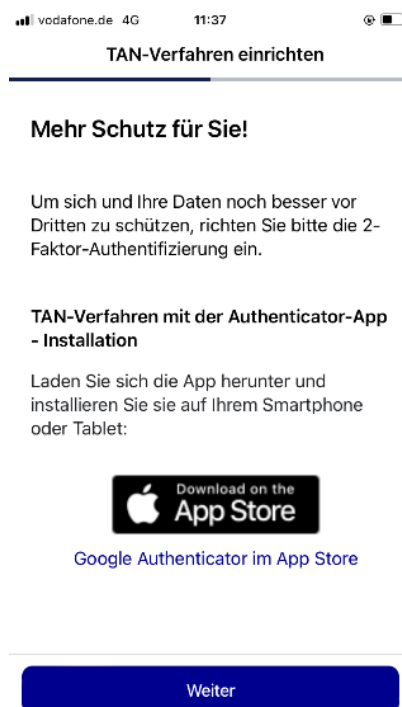 vodafone.de 4G 11:37
TAN-Verfahren einrichten
Mehr Schutz für Sie!
Um sich und Ihre Daten noch besser vor
Dritten zu schützen, richten Sie bitte die 2-
Faktor-Authentifizierung ein.
TAN-Verfahren mit der Authenticator-App
- Installation
Laden Sie sich die App herunter und
installieren Sie sie auf Ihrem Smartphone
oder Tablet:
Download on the
App Store
Google Authenticator im App Store
Weiter